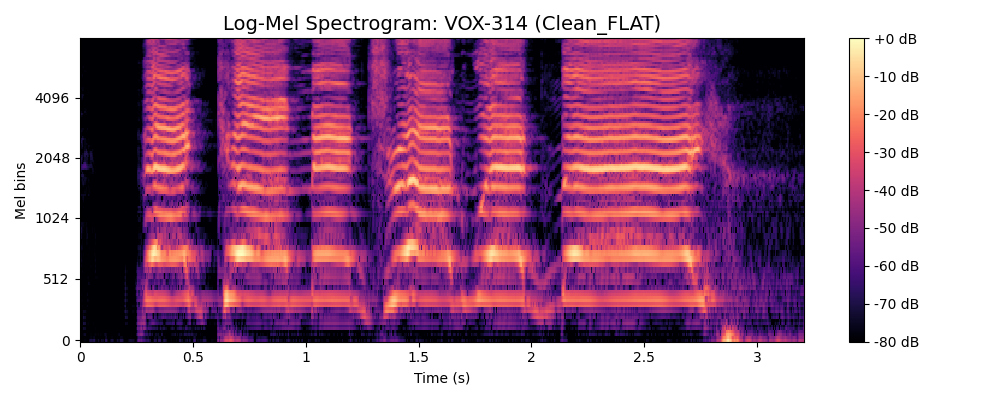 Log-Mel Spectrogram: VOX-314 (Clean_FLAT)
+0 dB
-10 dB
-20 dB
-30 dB
-40 dB
-50 dB
-60 dB
-70 dB
-80 dB
Mel bins
4096
2048
1024
512
0
0 0.5 1 1.5 2 2.5 3
Time (s)